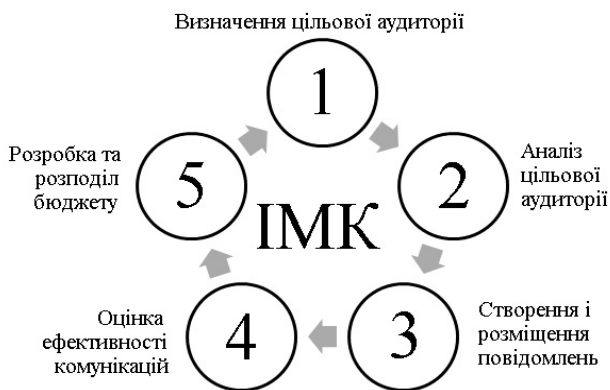 Визначення цільової аудиторії
1
2
Аналіз
цільової
аудиторії
3
Створення і
розміщення
повідомлень
4
Оцінка
ефективності
комунікацій
5
Розробка та
розподіл
бюджету
ІМК